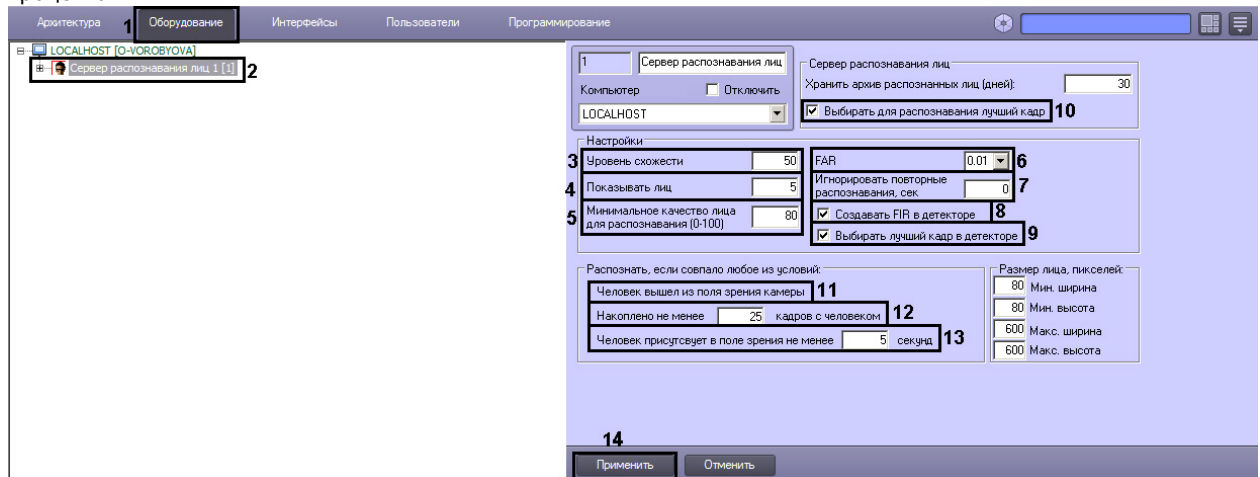 Архитектура 1 Оборудование Интерфейсы Пользователи Программирование
LOCALHOST [O-VOROBYOVA]
Сервер распознавания лиц 1 [1] 2
1 Сервер распознавания лиц
Компьютер Отключить
LOCALHOST
Сервер распознавания лиц
Хранить архив распознанных лиц (дней): 30
Выбирать для распознавания лучший кадр 10
Настройки
3 Уровень схожести 50
4 Показывать лиц 5
5 Минимальное качество лица
для распознавания (0-100) 80
FAR 0.01 6
Игнорировать повторные
распознавания, сек 0 7
Создавать FIR в детекторе 8
Выбирать лучший кадр в детекторе 9
Распознать, если совпало любое из условий:
Человек вышел из поля зрения камеры 11
Накоплено не менее 25 кадров с человеком 12
Человек присутсвует в поле зрения не менее 5 секунд 13
Размер лица, пикселей:
80 Мин. ширина
80 Мин. высота
600 Макс. ширина
600 Макс. высота
14
Применить Отменить